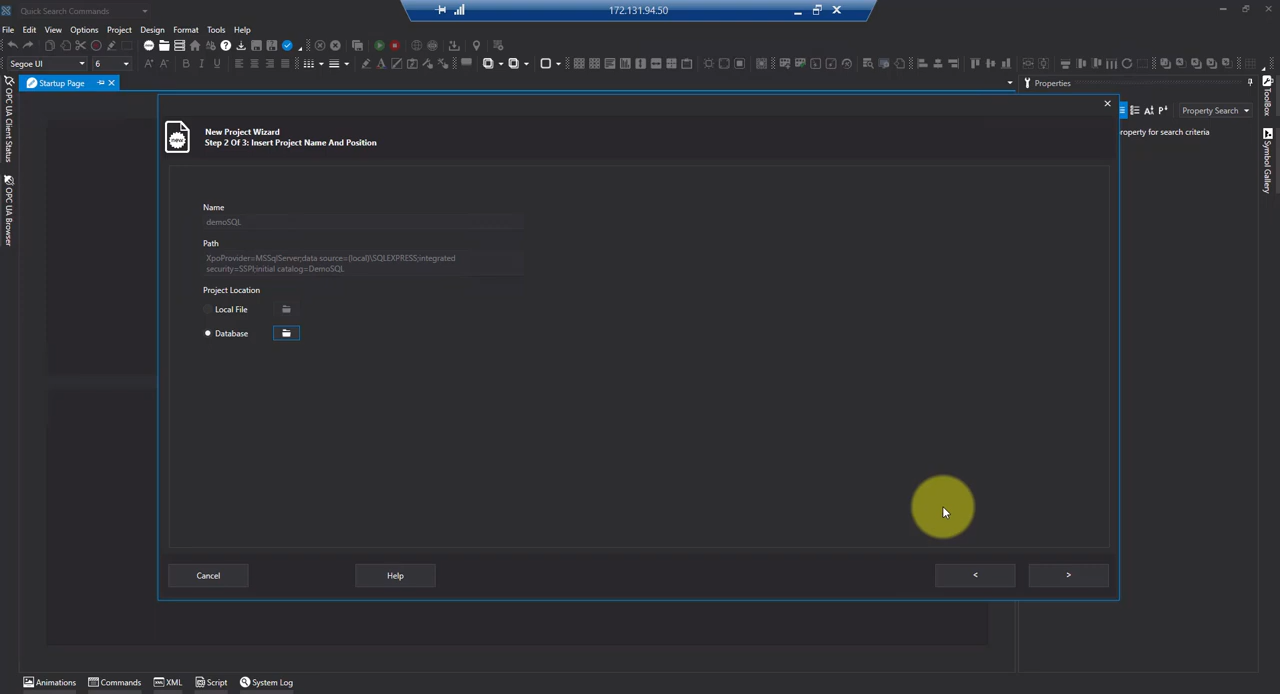 Quick Search Commands
172.131.94.50
File Edit View Options Project Design Format Tools Help
Segoe UI 6
Startup Page
Properties
Property Search
roperty for search criteria
OPC UA Client Status
OPC UA Browser
ToolBox
Symbol Gallery
new
New Project Wizard
Step 2 Of 3: Insert Project Name And Position
Name
demoSQL
Path
XpoProvider=MSSqlServer;data source=(local)\SQLEXPRESS;integrated
security=SSPI;initial catalog=DemoSQL
Project Location
Local File
Database
Cancel Help < >
Animations Commands XML Script System Log